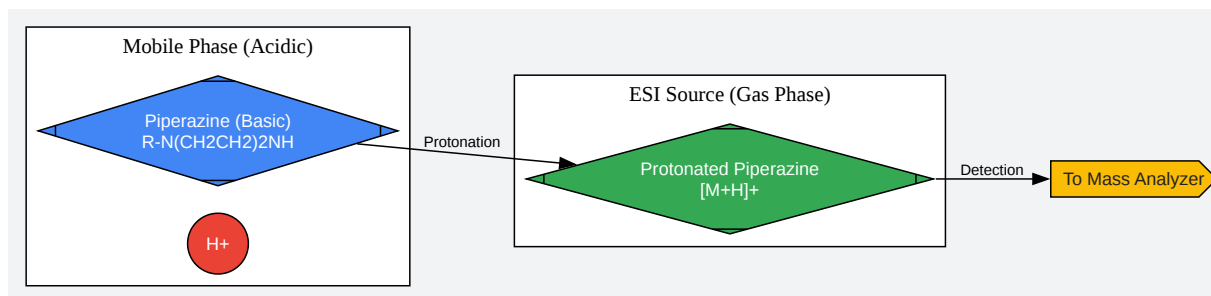 Mobile Phase (Acidic)
Piperazine (Basic)
R-N(CH2CH2)2NH
H+
Protonation
ESI Source (Gas Phase)
Protonated Piperazine
[M+H]+
Detection
To Mass Analyzer